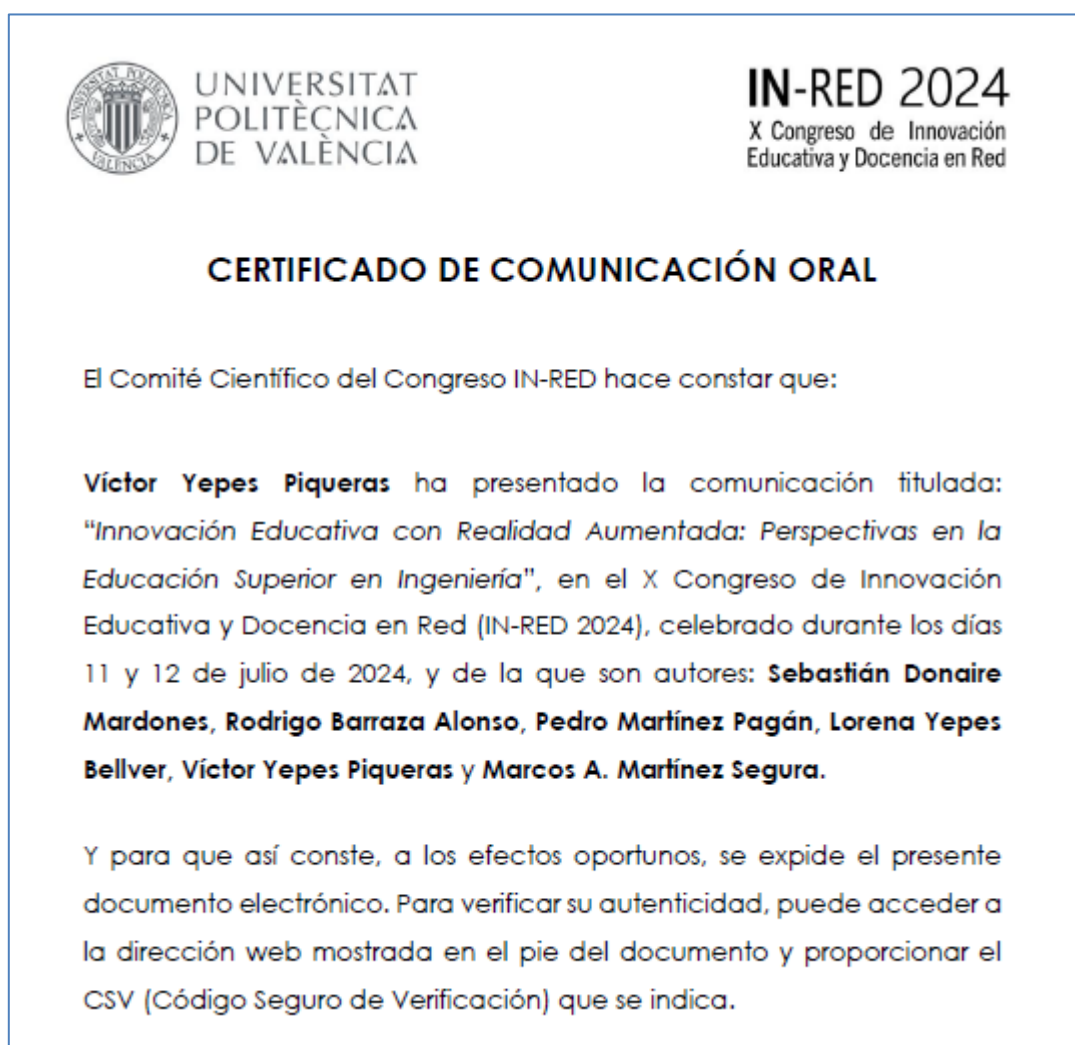 UNIVERSITAT
POLITÈCNICA
DE VALÈNCIA
IN-RED 2024
X Congreso de Innovación
Educativa y Docencia en Red
CERTIFICADO DE COMUNICACIÓN ORAL
El Comité Científico del Congreso IN-RED hace constar que:
Víctor Yepes Piqueras ha presentado la comunicación titulada:
“Innovación Educativa con Realidad Aumentada: Perspectivas en la
Educación Superior en Ingeniería”, en el X Congreso de Innovación
Educativa y Docencia en Red (IN-RED 2024), celebrado durante los días
11 y 12 de julio de 2024, y de la que son autores: Sebastián Donaire
Mardones, Rodrigo Barraza Alonso, Pedro Martínez Pagán, Lorena Yepes
Bellver, Víctor Yepes Piqueras y Marcos A. Martínez Segura.
Y para que así conste, a los efectos oportunos, se expide el presente
documento electrónico. Para verificar su autenticidad, puede acceder a
la dirección web mostrada en el pie del documento y proporcionar el
CSV (Código Seguro de Verificación) que se indica.